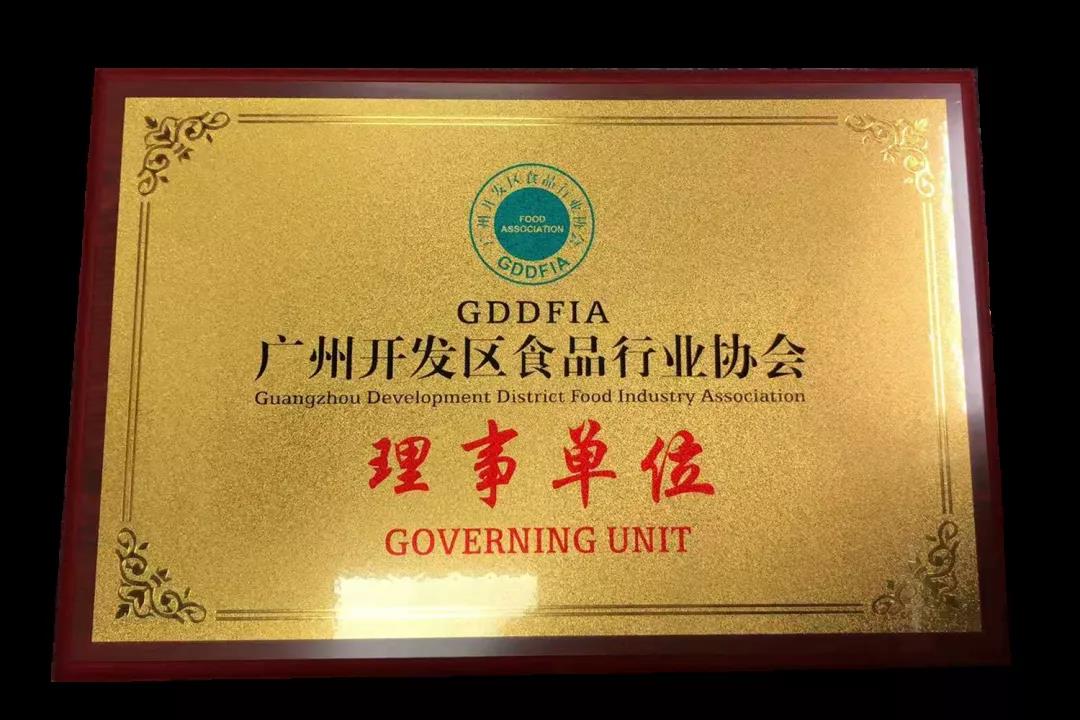 广州开发区食品行业协会
FOOD
ASSOCIATION
GDDFIA
GDDFIA
广州开发区食品行业协会
Guangzhou Development District Food Industry Association
理事单位
GOVERNING UNIT